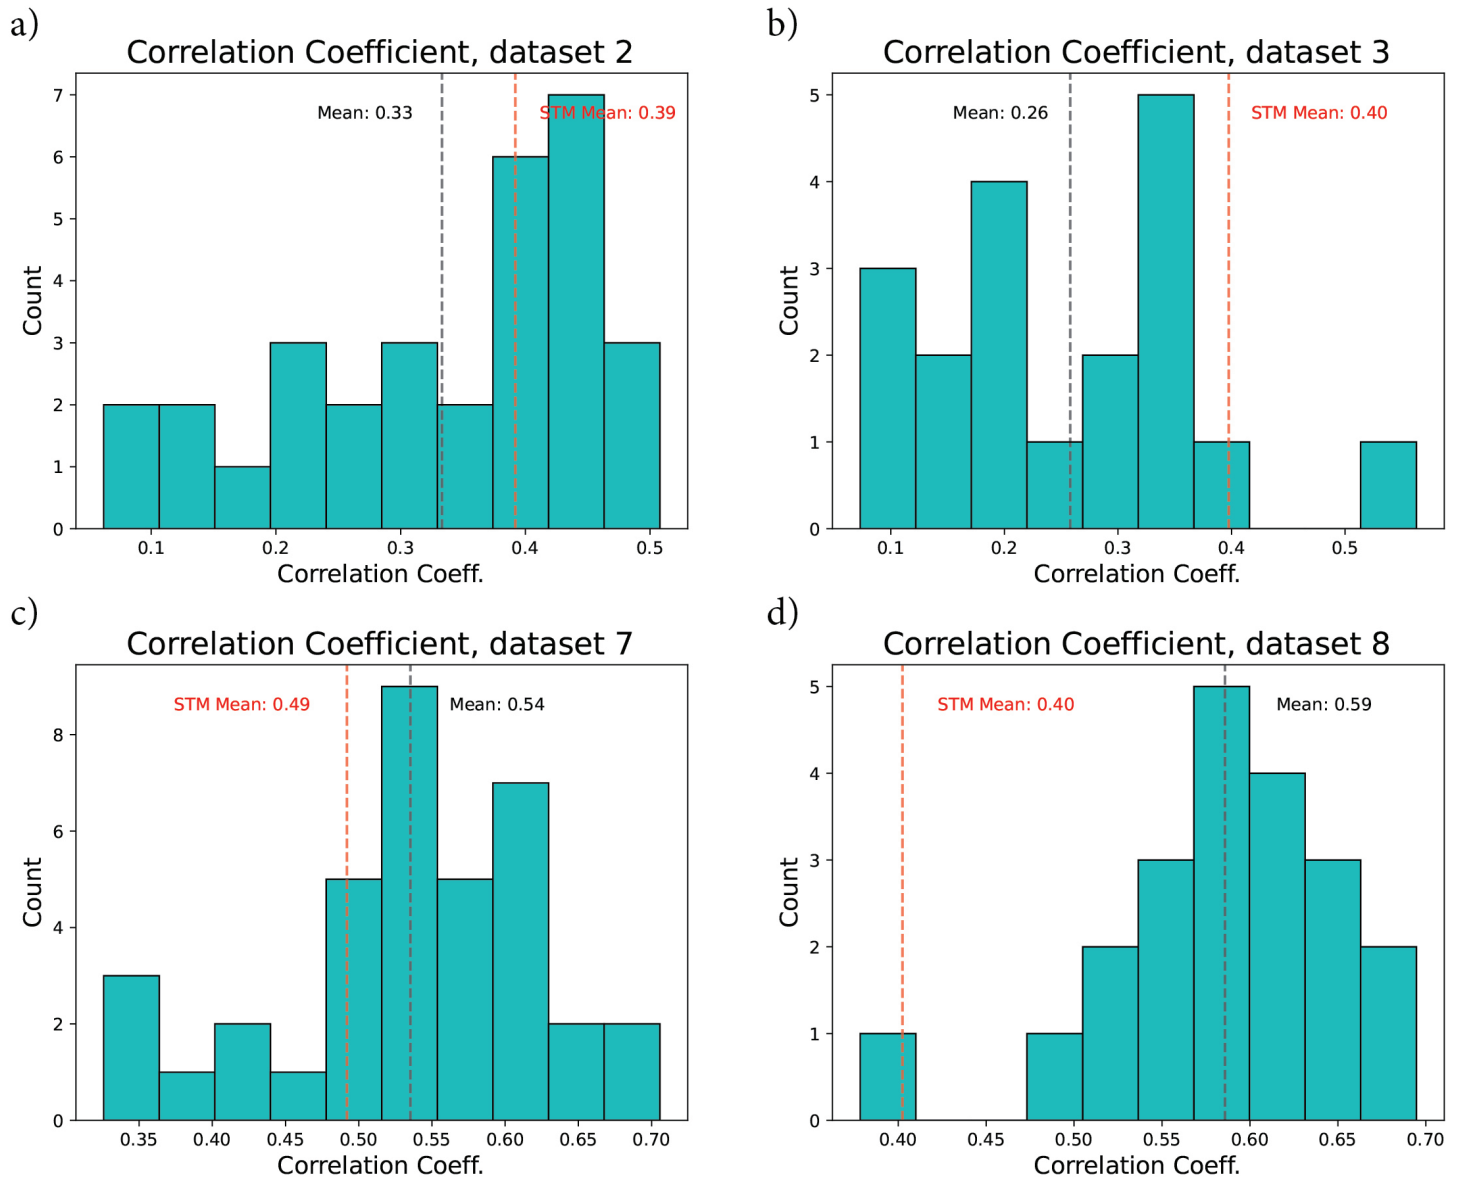 a)
Correlation Coefficient, dataset 2
Mean: 0.33
STM Mean: 0.39
7
6
5
4
3
2
1
0
Count
0.1 0.2 0.3 0.4 0.5
Correlation Coeff.
b)
Correlation Coefficient, dataset 3
Mean: 0.26
STM Mean: 0.40
5
4
3
2
1
0
Count
0.1 0.2 0.3 0.4 0.5
Correlation Coeff.
c)
Correlation Coefficient, dataset 7
STM Mean: 0.49
Mean: 0.54
8
6
4
2
0
Count
0.35 0.40 0.45 0.50 0.55 0.60 0.65 0.70
Correlation Coeff.
d)
Correlation Coefficient, dataset 8
STM Mean: 0.40
Mean: 0.59
5
4
3
2
1
0
Count
0.40 0.45 0.50 0.55 0.60 0.65 0.70
Correlation Coeff.